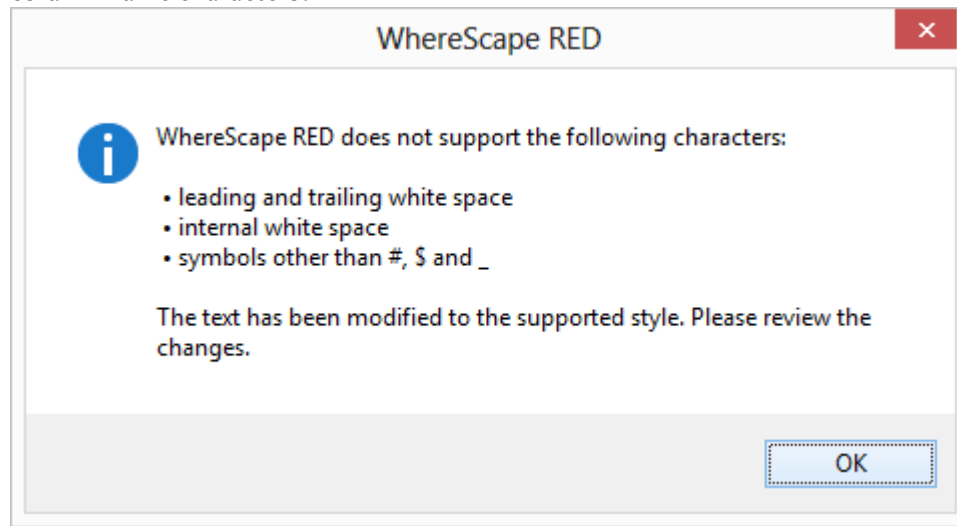 WhereScape RED
WhereScape RED does not support the following characters:
• leading and trailing white space
• internal white space
• symbols other than #, $ and _
The text has been modified to the supported style. Please review the
changes.
OK